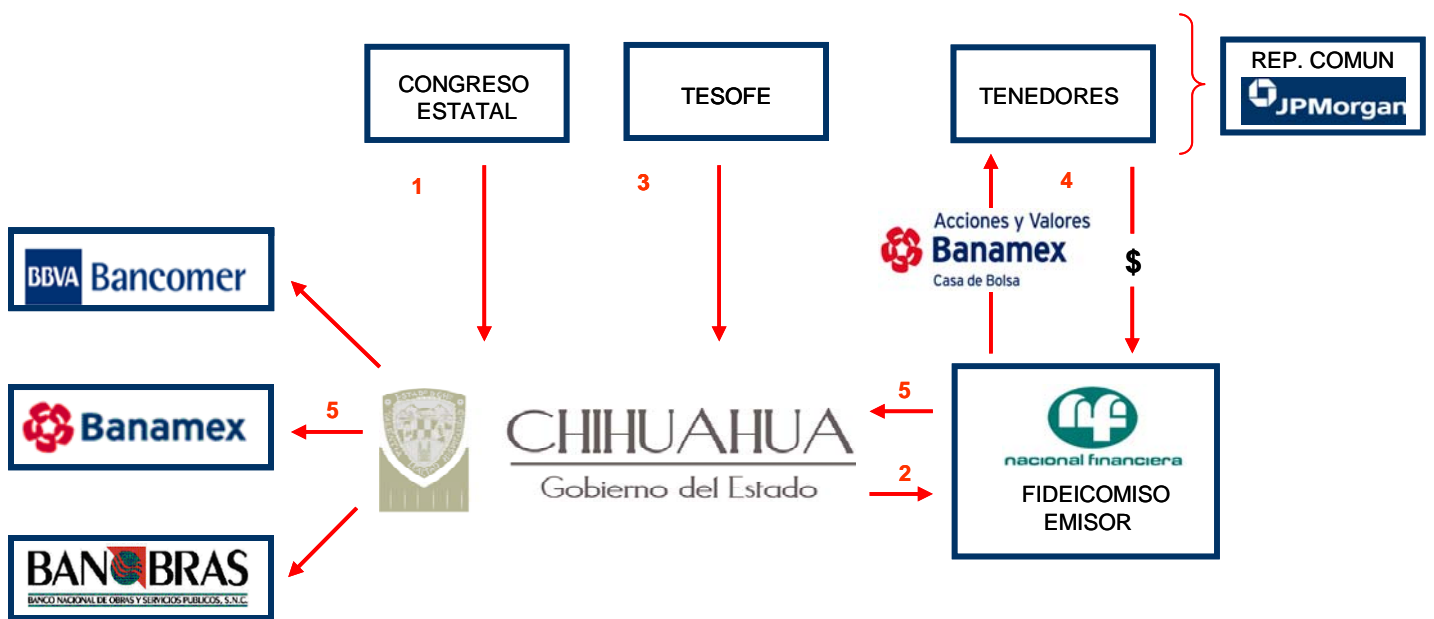 CONGRESO
ESTATAL
TESOFE
TENEDORES
REP. COMUN
JPMorgan
1
3
4
Acciones y Valores
Banamex
Casa de Bolsa
$
BBVA Bancomer
5
Banamex
CHIHUAHUA
Gobierno del Estado
5
2
nf
nacional financiera
FIDEICOMISO
EMISOR
BANOBRAS
BANCO NACIONAL DE OBRAS Y SERVICIOS PUBLICOS, S.N.C.